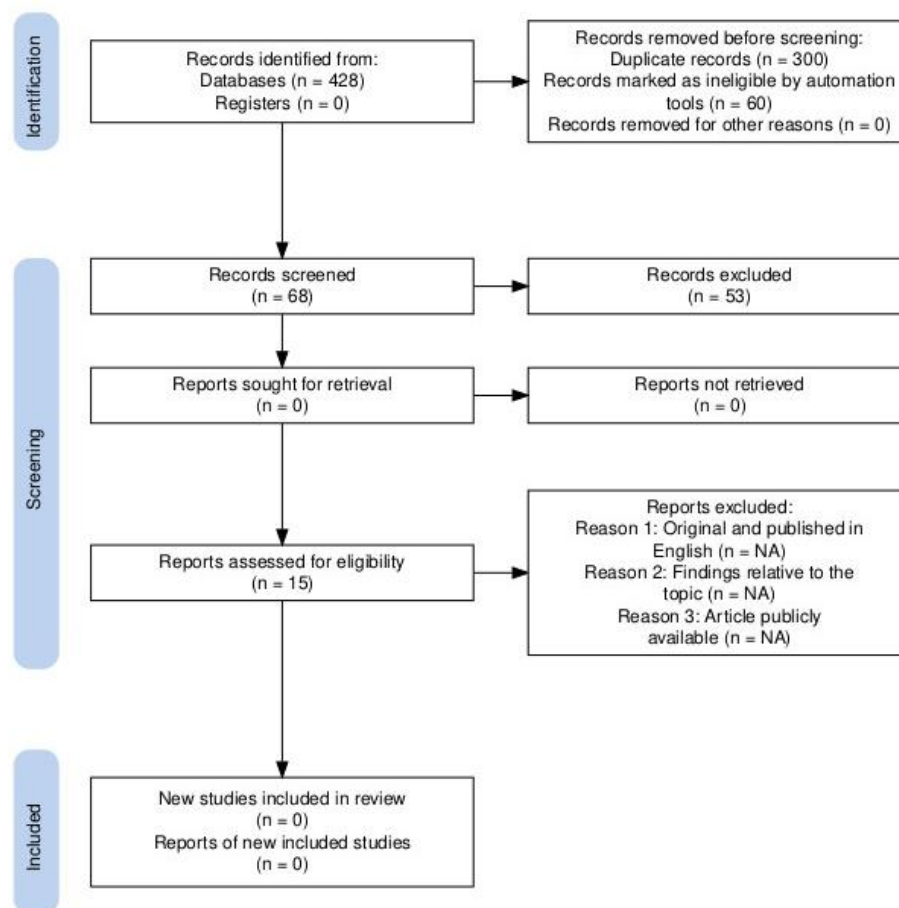 Identification
Records identified from:
Databases (n = 428)
Registers (n = 0)
Records removed before screening:
Duplicate records (n = 300)
Records marked as ineligible by automation
tools (n = 60)
Records removed for other reasons (n = 0)
Screening
Records screened
(n = 68)
Records excluded
(n = 53)
Reports sought for retrieval
(n = 0)
Reports not retrieved
(n = 0)
Reports assessed for eligibility
(n = 15)
Reports excluded:
Reason 1: Original and published in
English (n = NA)
Reason 2: Findings relative to the
topic (n = NA)
Reason 3: Article publicly
available (n = NA)
Included
New studies included in review
(n = 0)
Reports of new included studies
(n = 0)